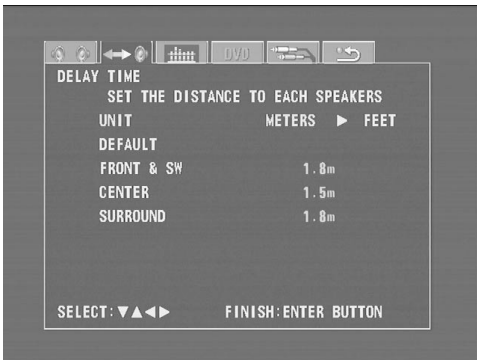 DVD
DELAY TIME
SET THE DISTANCE TO EACH SPEAKERS
UNIT METERS ▶ FEET
DEFAULT
FRONT & SW 1.8m
CENTER 1.5m
SURROUND 1.8m
SELECT:▼▲◀▶ FINISH:ENTER BUTTON